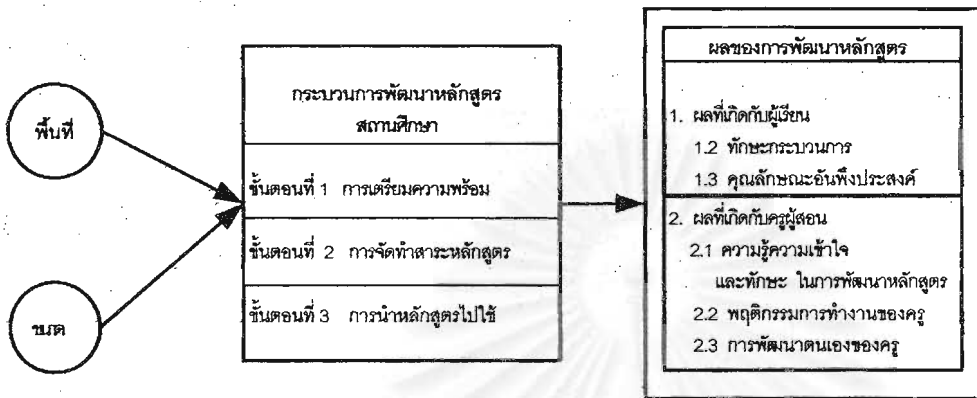 พื้นที่
ขนาด
กระบวนการพัฒนาหลักสูตร
สถานศึกษา
ขั้นตอนที่ 1 การเตรียมความพร้อม
ขั้นตอนที่ 2 การจัดทำสาระหลักสูตร
ขั้นตอนที่ 3 การนำหลักสูตรไปใช้
ผลของการพัฒนาหลักสูตร
1. ผลที่เกิดกับผู้เรียน
1.2 ทักษะกระบวนการ
1.3 คุณลักษณะอันพึงประสงค์
2. ผลที่เกิดกับครูผู้สอน
2.1 ความรู้ความเข้าใจ
และทักษะ ในการพัฒนาหลักสูตร
2.2 พฤติกรรมการทำงานของครู
2.3 การพัฒนาตนเองของครู